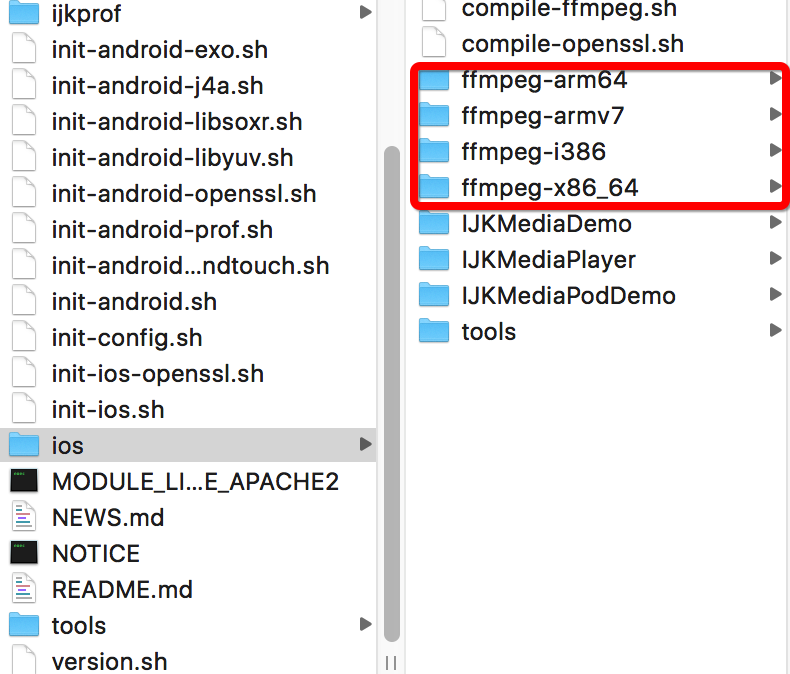 ijkprof
init-android-exo.sh
init-android-j4a.sh
init-android-libsoxr.sh
init-android-libyuv.sh
init-android-openssl.sh
init-android-prof.sh
init-android...ndtouch.sh
init-android.sh
init-config.sh
init-ios-openssl.sh
init-ios.sh
ios
MODULE_LI...E_APACHE2
NEWS.md
NOTICE
README.md
tools
version.sh
compile-ffmpeg.sh
compile-openssl.sh
ffmpeg-arm64
ffmpeg-armv7
ffmpeg-i386
ffmpeg-x86_64
IJKMediaDemo
IJKMediaPlayer
IJKMediaPodDemo
tools